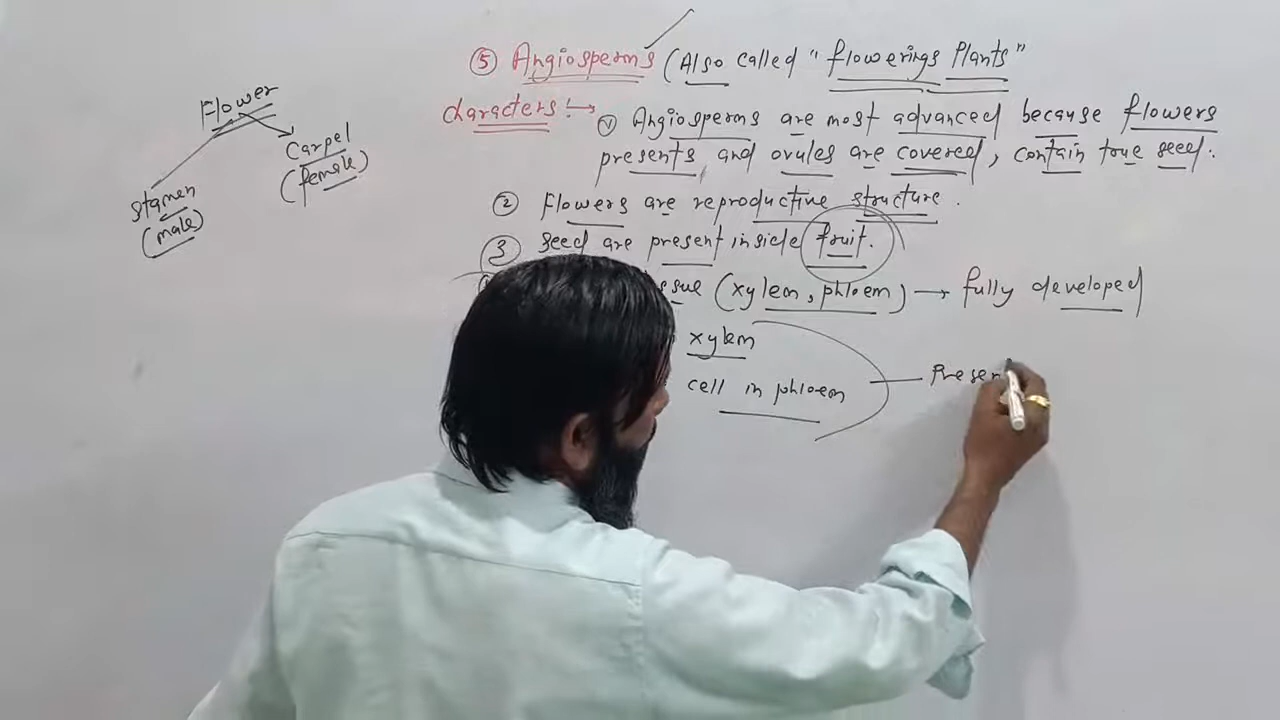 ⑤ Angiosperms (Also called "flowerings Plants"
characters:→ ① Angiosperms are most advanced because flowers
presents and ovules are covered, contain true seed.
② Flowers are reproductive structure.
③ seed are present inside fruit.
(xylem, phloem) → fully developed
xylem
cell in phloem
Presen
Flower
Carpel
(female)
stamen
(male)